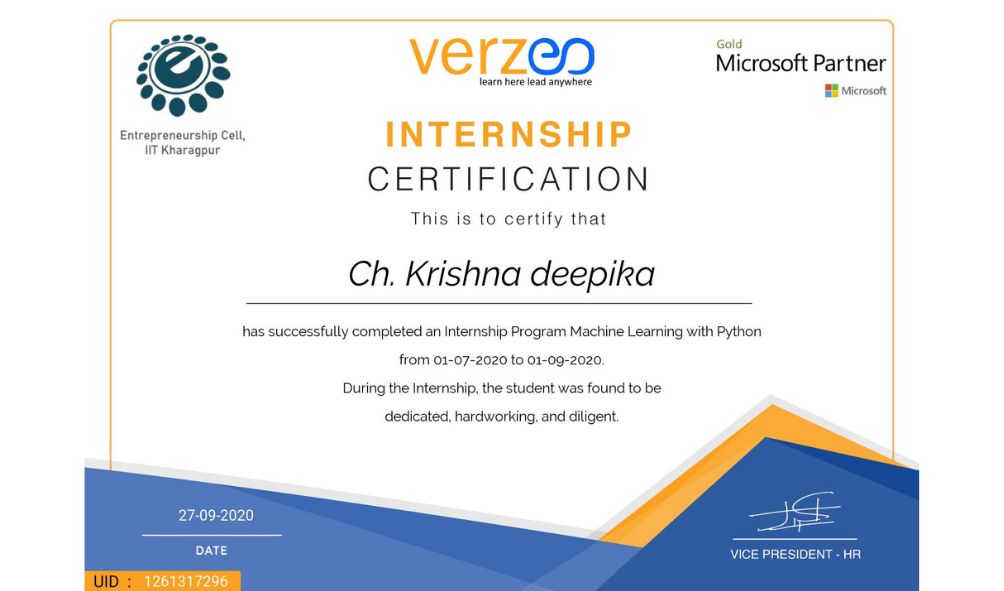 verzeo
learn here lead anywhere
Gold
Microsoft Partner
Microsoft
Entrepreneurship Cell,
IIT Kharagpur
INTERNSHIP
CERTIFICATION
This is to certify that
Ch. Krishna deepika
has successfully completed an Internship Program Machine Learning with Python
from 01-07-2020 to 01-09-2020.
During the Internship, the student was found to be
dedicated, hardworking, and diligent.
27-09-2020
DATE
VICE PRESIDENT - HR
UID : 1261317296